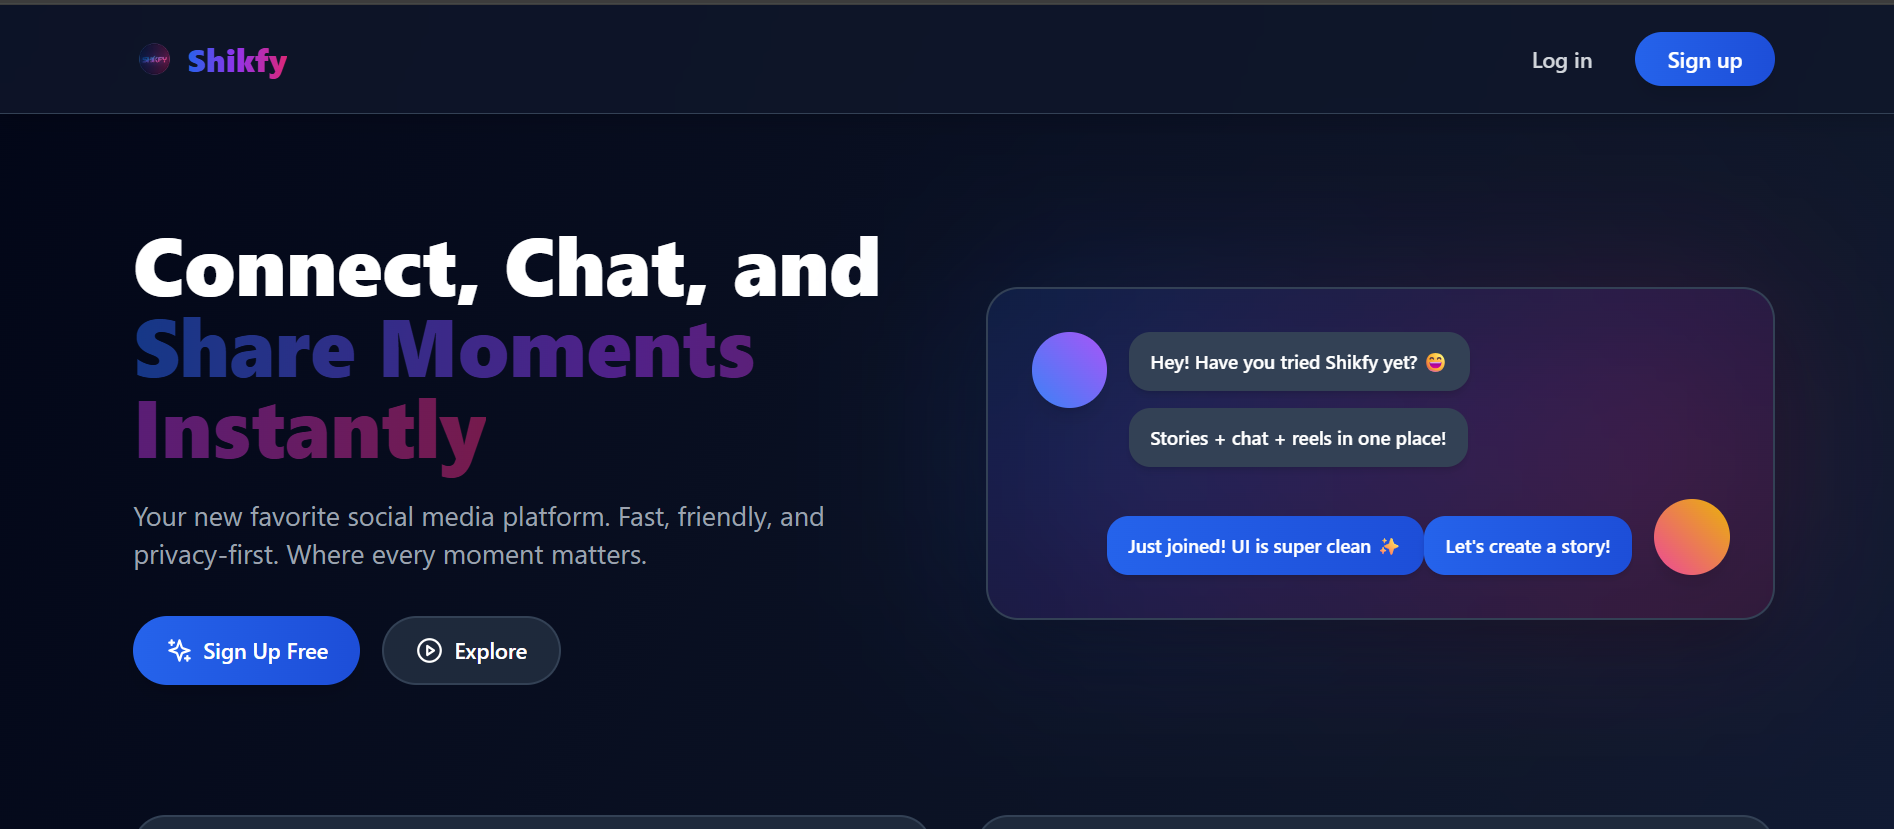 SHIKFY
Shikfy
Log in
Sign up
Connect, Chat, and
Share Moments
Instantly
Your new favorite social media platform. Fast, friendly, and
privacy-first. Where every moment matters.
Sign Up Free
Explore
Hey! Have you tried Shikfy yet? 😄
Stories + chat + reels in one place!
Just joined! UI is super clean ✨
Let's create a story!